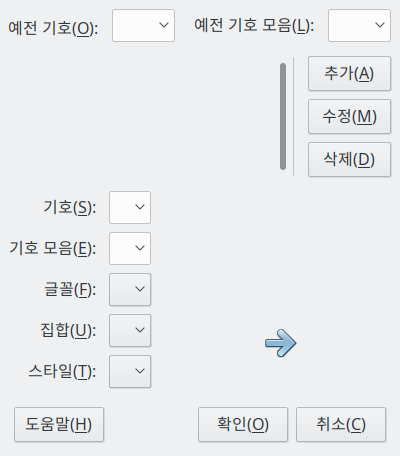 예전 기호(O): 예전 기호 모음(L):
추가(A)
수정(M)
삭제(D)
기호(S):
기호 모음(E):
글꼴(F):
집합(U):
스타일(T):
도움말(H) 확인(O) 취소(C)